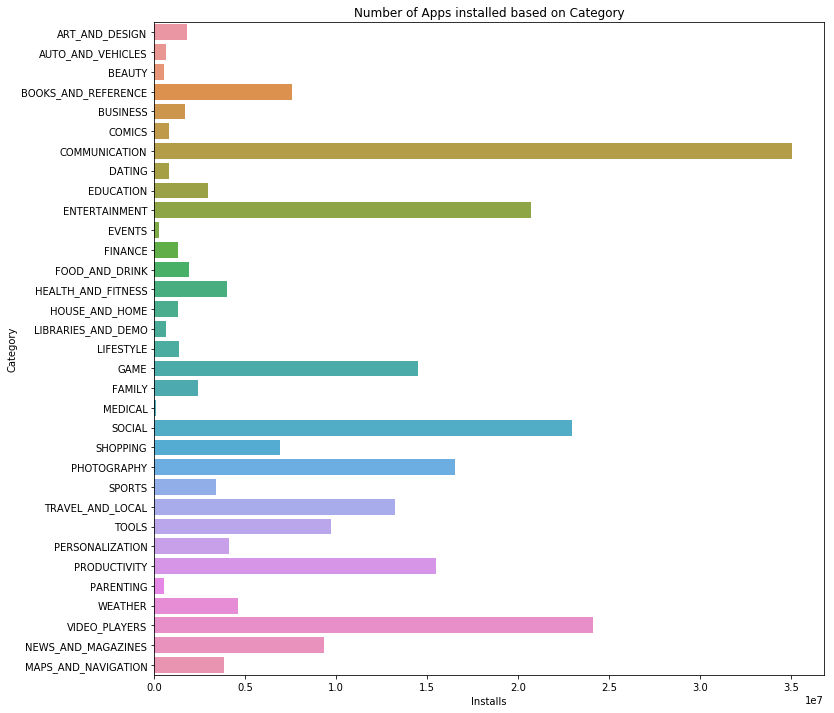 Number of Apps installed based on Category
ART_AND_DESIGN
AUTO_AND_VEHICLES
BEAUTY
BOOKS_AND_REFERENCE
BUSINESS
COMICS
COMMUNICATION
DATING
EDUCATION
ENTERTAINMENT
EVENTS
FINANCE
FOOD_AND_DRINK
HEALTH_AND_FITNESS
HOUSE_AND_HOME
LIBRARIES_AND_DEMO
LIFESTYLE
GAME
FAMILY
MEDICAL
SOCIAL
SHOPPING
PHOTOGRAPHY
SPORTS
TRAVEL_AND_LOCAL
TOOLS
PERSONALIZATION
PRODUCTIVITY
PARENTING
WEATHER
VIDEO_PLAYERS
NEWS_AND_MAGAZINES
MAPS_AND_NAVIGATION
Category
0.0 0.5 1.0 1.5 2.0 2.5 3.0 3.5
1e7
Installs